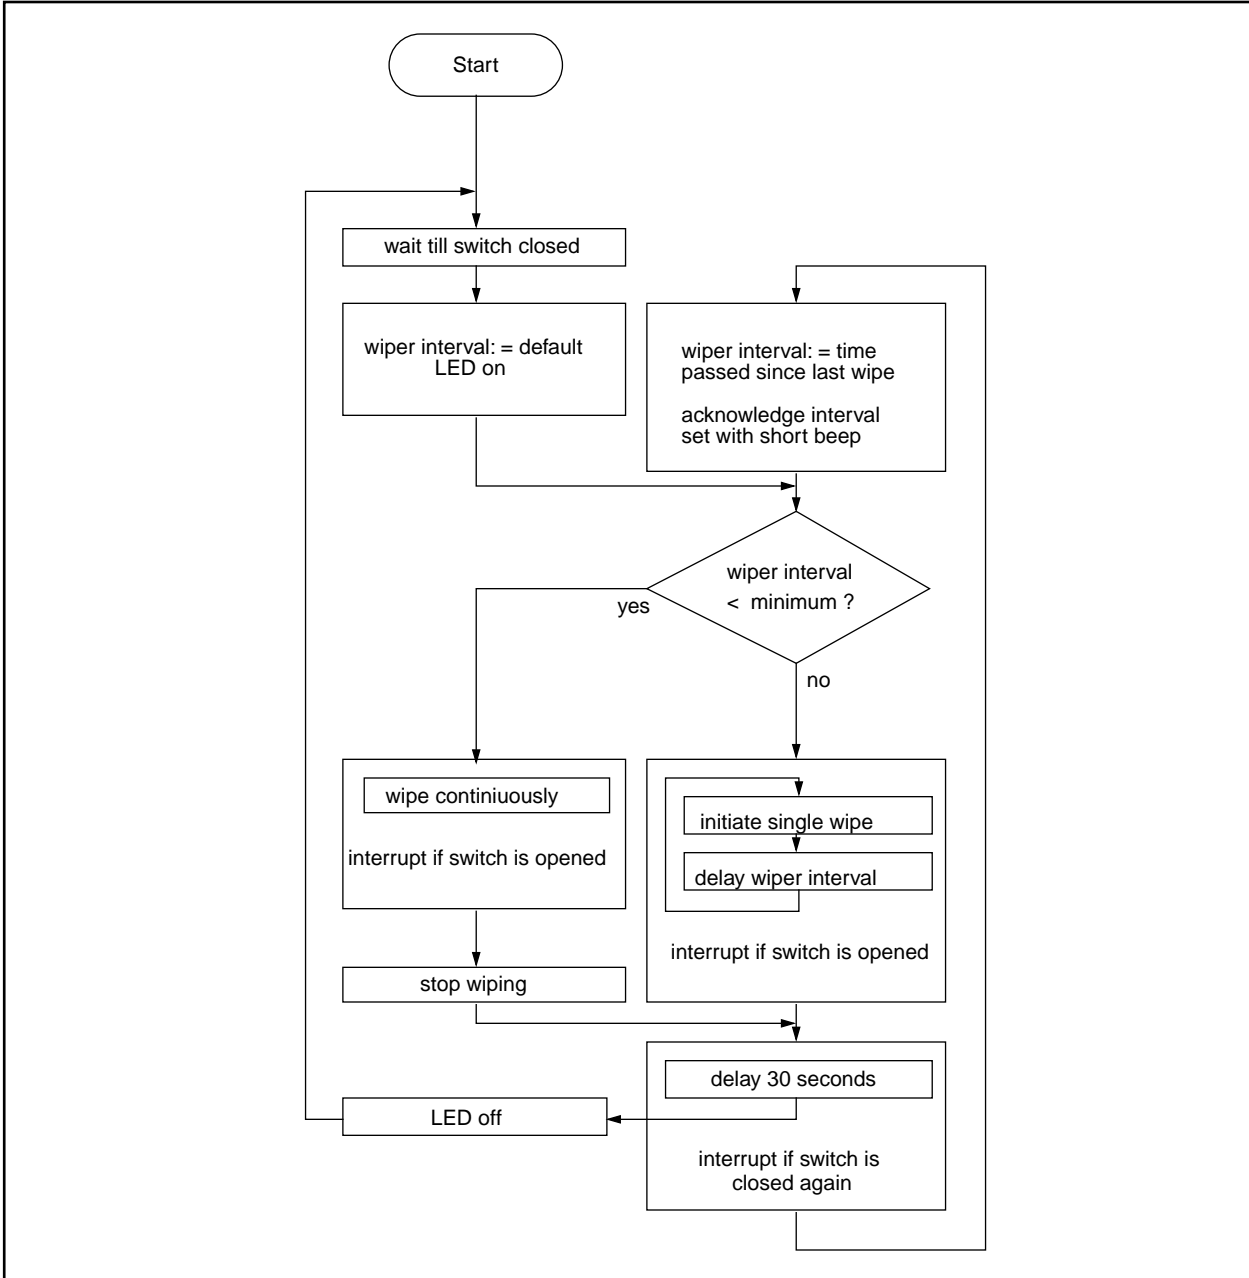 Start
wait till switch closed
wiper interval: = default
LED on
wiper interval: = time
passed since last wipe
acknowledge interval
set with short beep
wiper interval
< minimum ?
yes
no
wipe continiuously
interrupt if switch is opened
stop wiping
initiate single wipe
delay wiper interval
interrupt if switch is opened
delay 30 seconds
LED off
interrupt if switch is
closed again